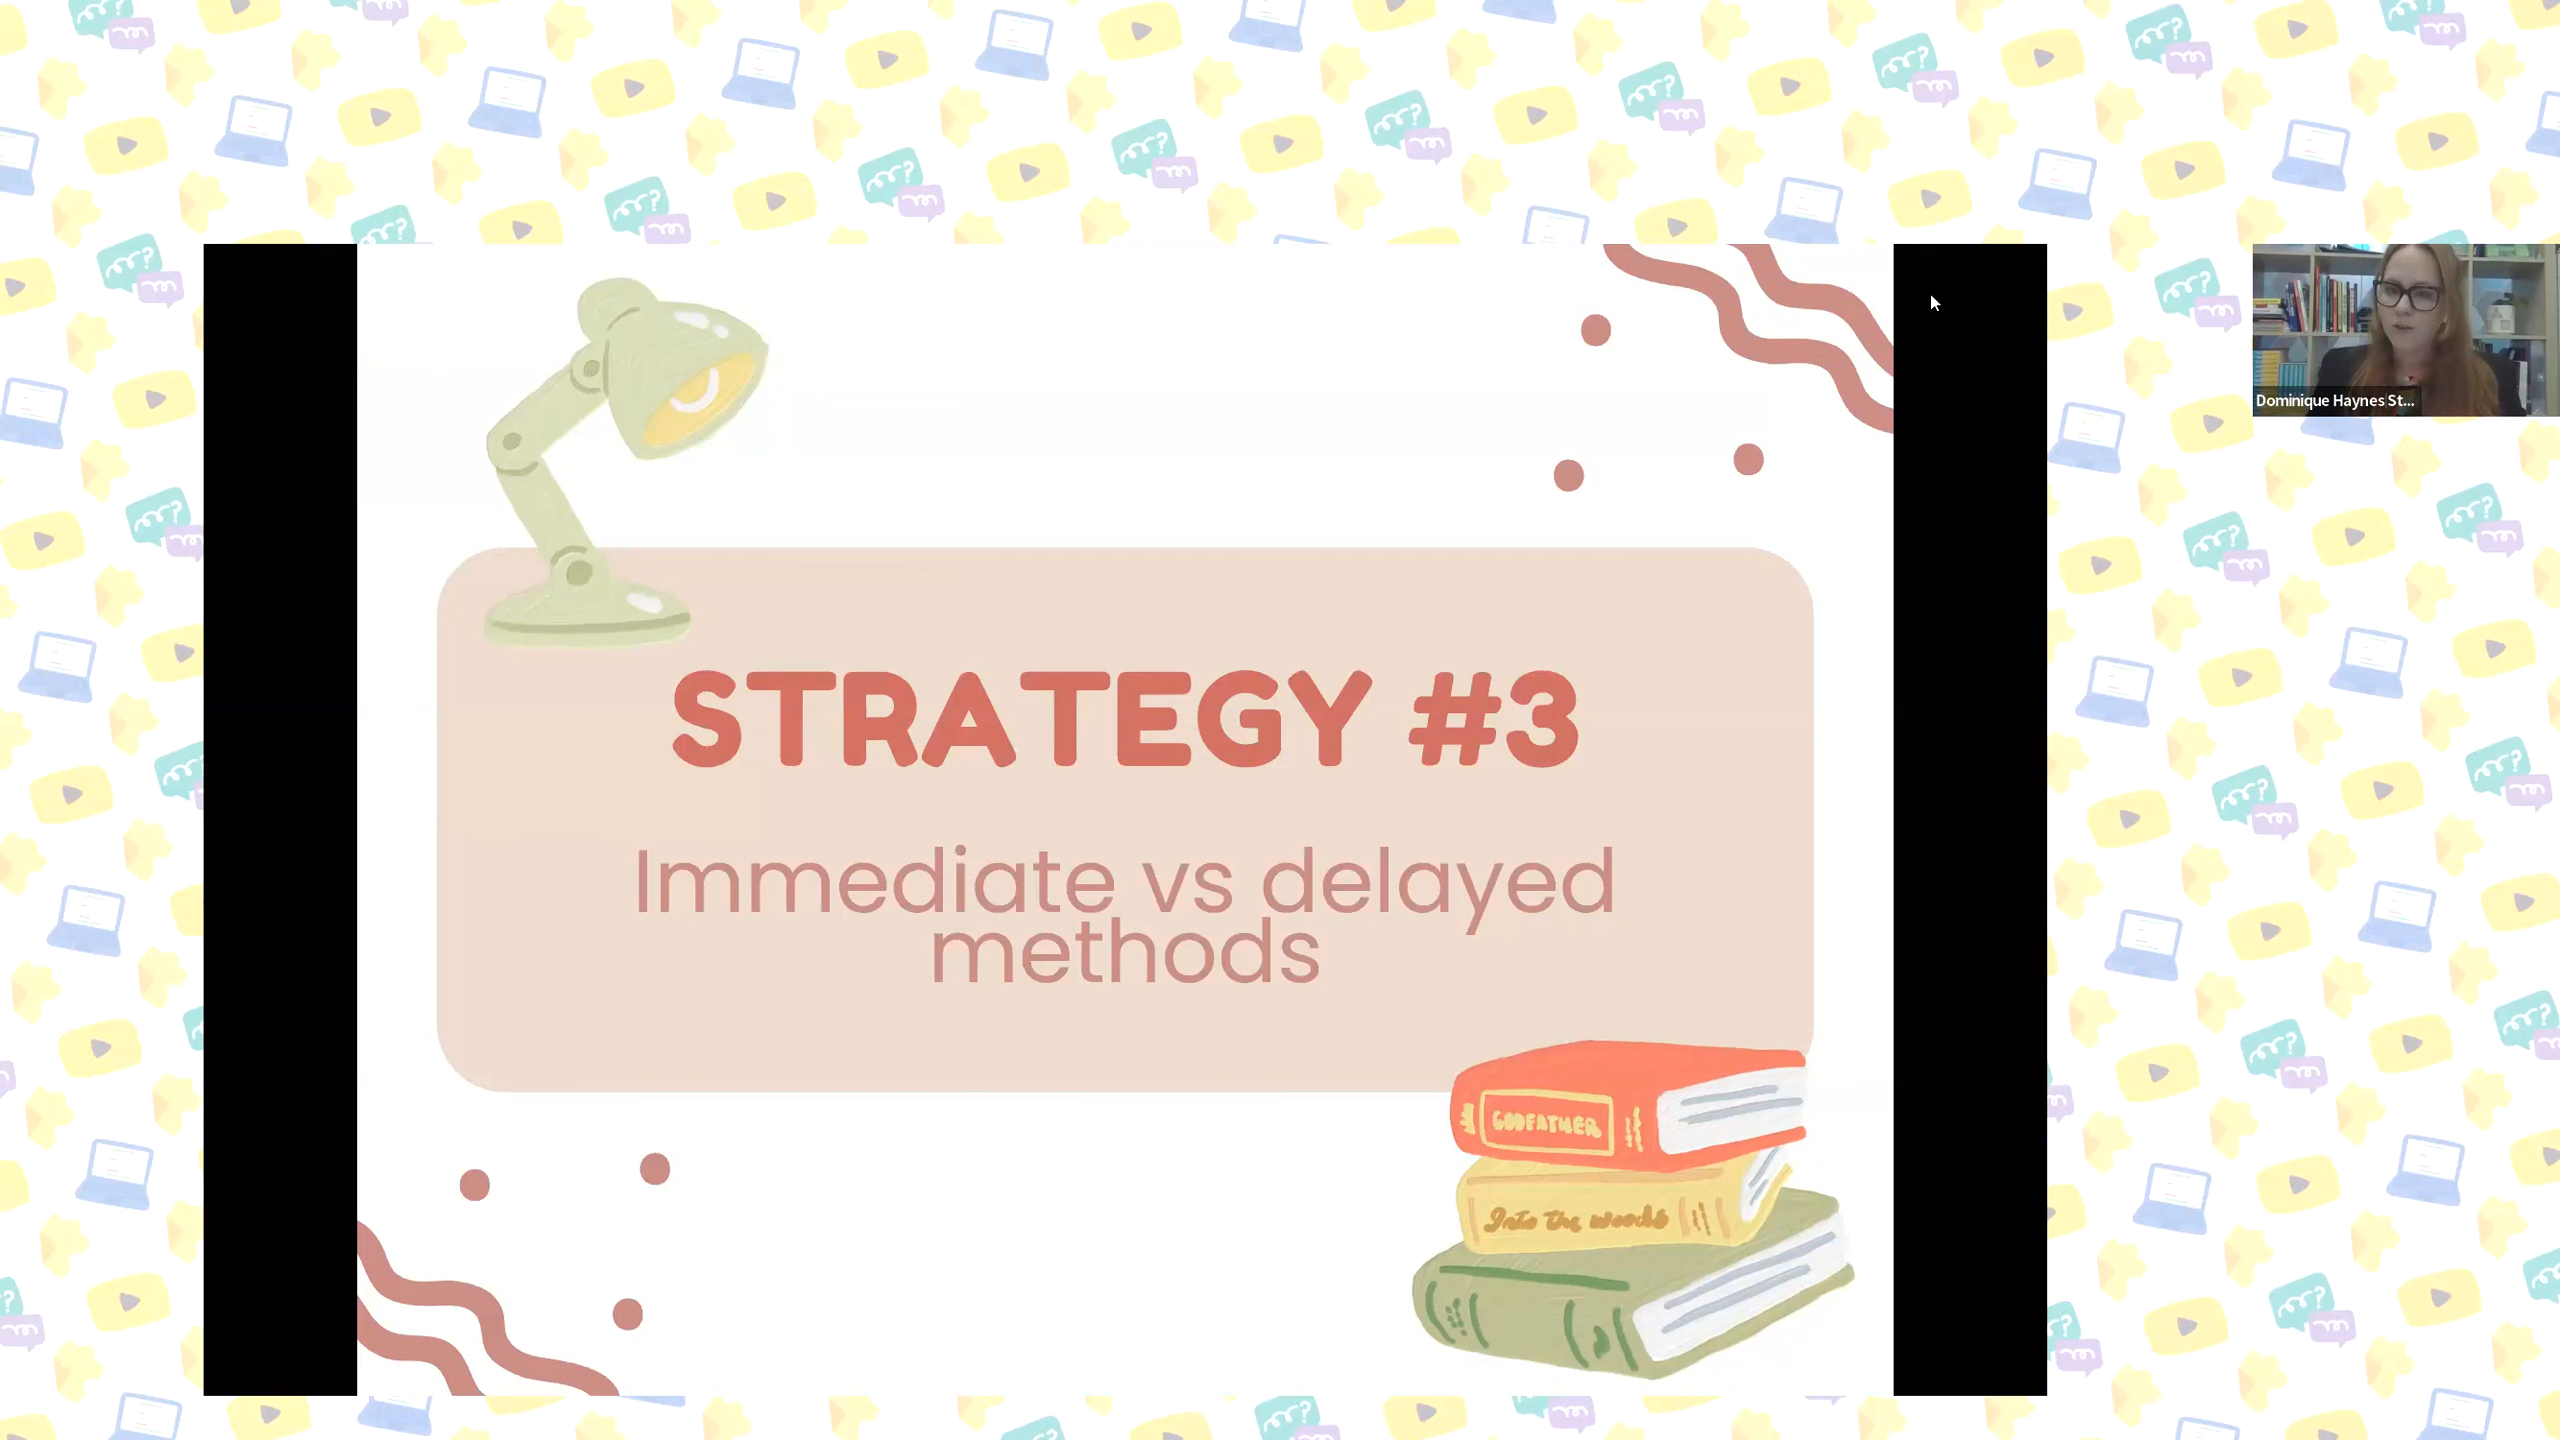 STRATEGY #3
Immediate vs delayed
methods
GODFATHER
Into the woods
Dominique Haynes St...